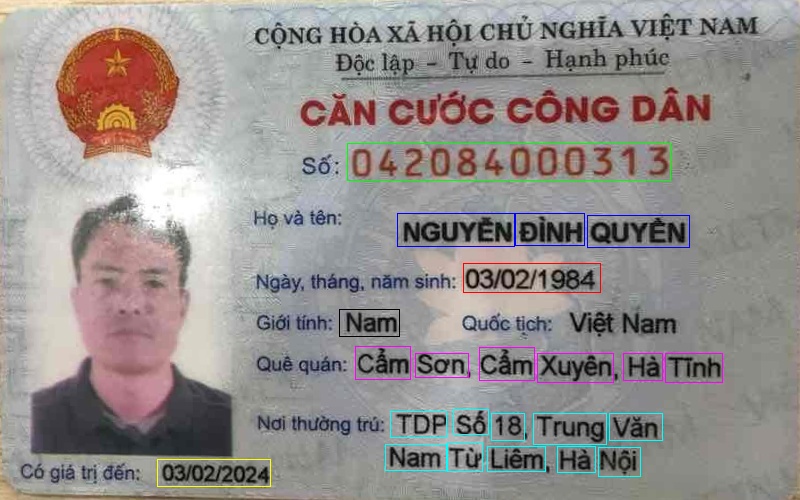 CỘNG HÒA XÃ HỘI CHỦ NGHĨA VIỆT NAM
Độc lập - Tự do - Hạnh phúc
CĂN CƯỚC CÔNG DÂN
Số: 042084000313
Họ và tên: NGUYỄN ĐÌNH QUYỀN
Ngày, tháng, năm sinh: 03/02/1984
Giới tính: Nam Quốc tịch: Việt Nam
Quê quán: Cẩm Sơn, Cẩm Xuyên, Hà Tĩnh
Nơi thường trú: TDP Số 18, Trung Văn
Nam Từ Liêm, Hà Nội
Có giá trị đến: 03/02/2024